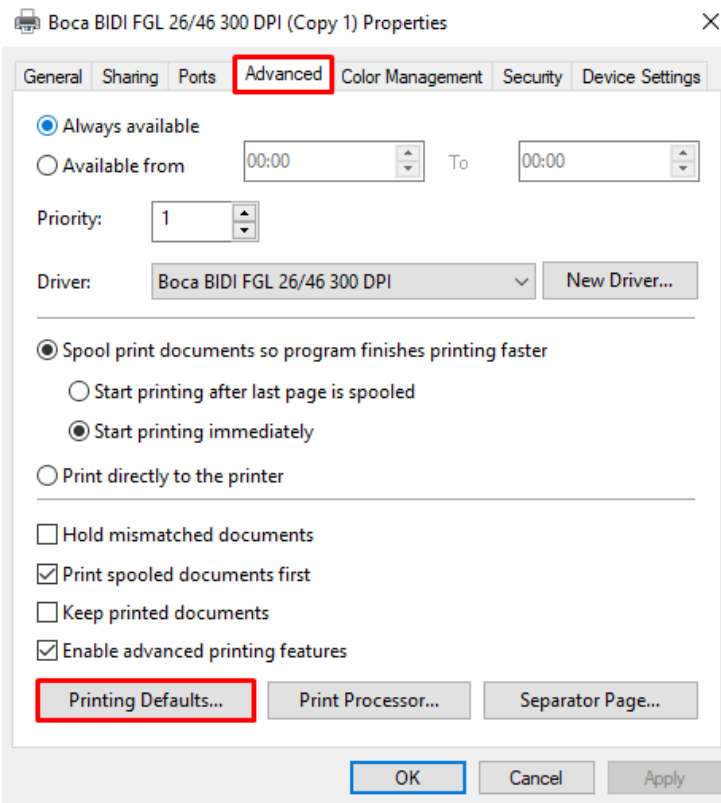 Boca BIDI FGL 26/46 300 DPI (Copy 1) Properties
General Sharing Ports Advanced Color Management Security Device Settings
Always available
Available from 00:00 To 00:00
Priority: 1
Driver: Boca BIDI FGL 26/46 300 DPI New Driver...
Spool print documents so program finishes printing faster
Start printing after last page is spooled
Start printing immediately
Print directly to the printer
Hold mismatched documents
Print spooled documents first
Keep printed documents
Enable advanced printing features
Printing Defaults... Print Processor... Separator Page...
OK Cancel Apply